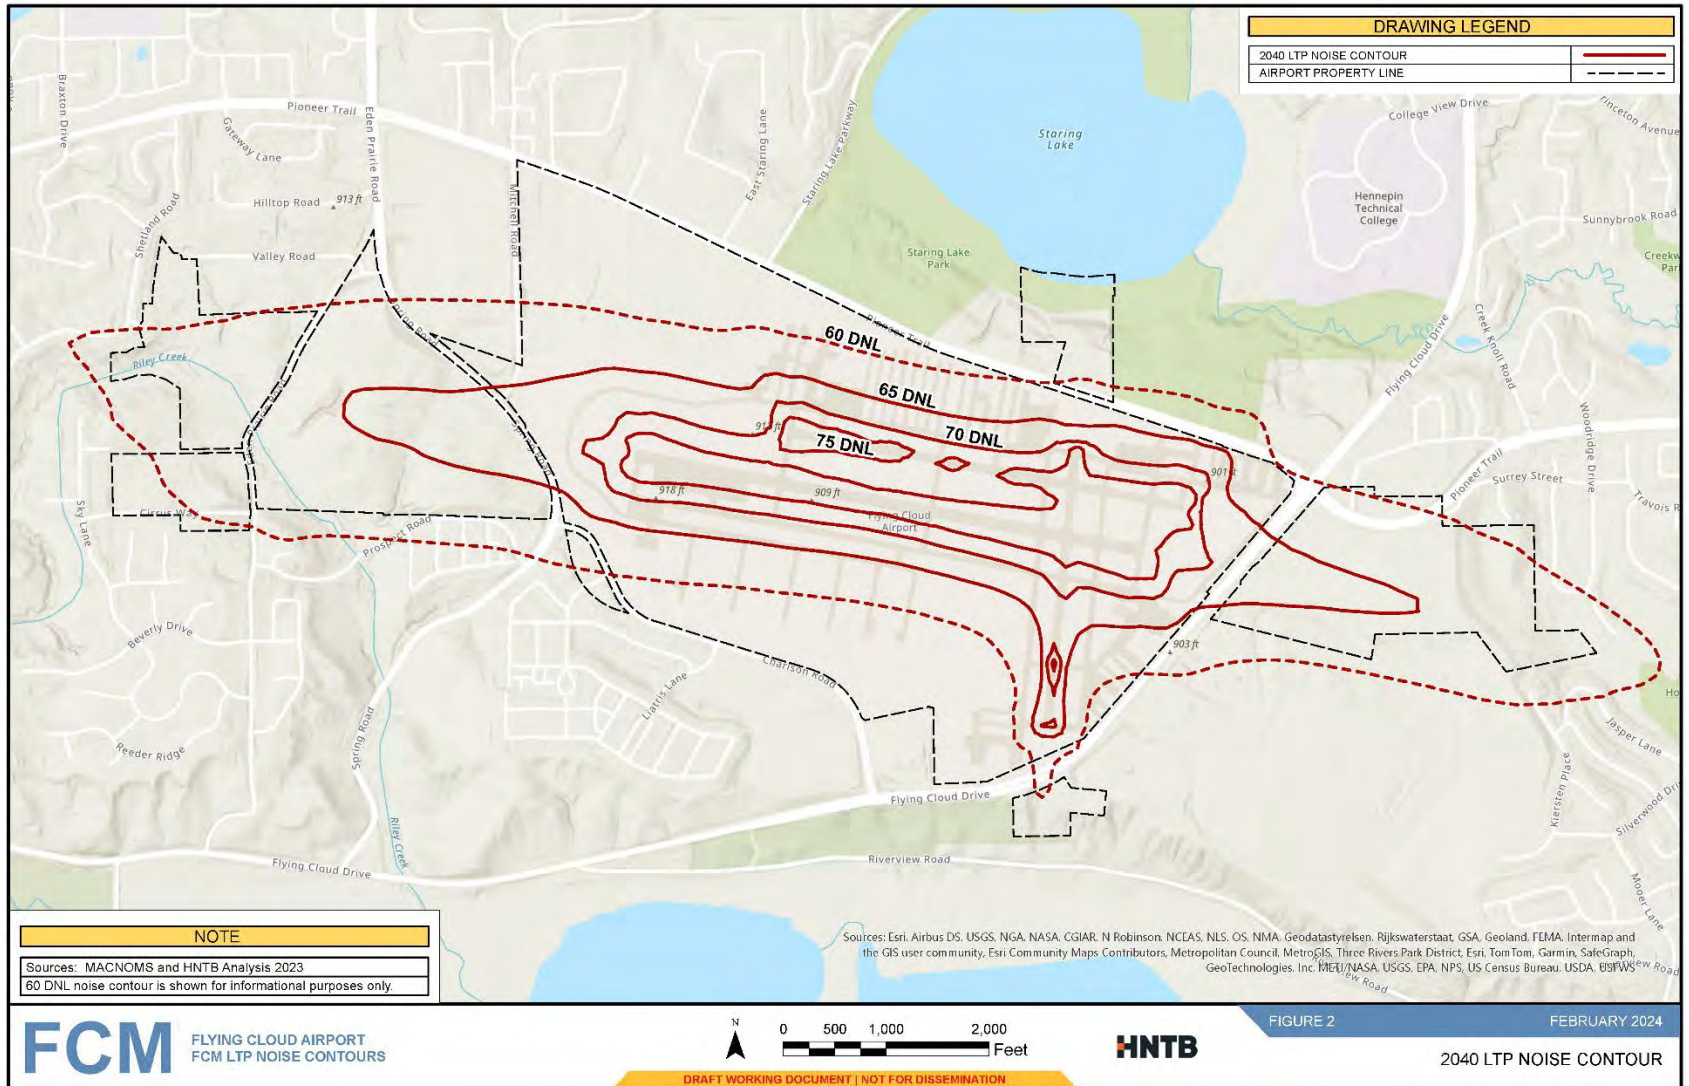 DRAWING LEGEND
2040 LTP NOISE CONTOUR
AIRPORT PROPERTY LINE
Braxton Drive
Pioneer Trail
Gateway Lane
Eden Prairie Road
Hilltop Road
913 ft
Shetland Road
Valley Road
Mitchell Road
East Staring Lane
Staring Lake Parkway
Staring
Lake
Staring Lake
Park
College View Drive
Princeton Avenue
Hennepin
Technical
College
Sunnybrook Road
Creek Knoll Road
Flying Cloud Drive
Woodridge Drive
Pioneer Trail
Surrey Street
Pioneer Trail
Riley Creek
Spring Road
60 DNL
65 DNL
70 DNL
75 DNL
918 ft
909 ft
901 ft
Flying Cloud
Airport
903 ft
Sky Lane
Cirrus Way
Prospect Road
Beverly Drive
Reeder Ridge
Spring Road
Riley Creek
Liatris Lane
Charlson Road
Flying Cloud Drive
Flying Cloud Drive
Riverview Road
Jasper Lane
Kiersten Place
Mooer Lane
NOTE
Sources: MACNOMS and HNTB Analysis 2023
60 DNL noise contour is shown for informational purposes only.
Sources: Esri, Airbus DS, USGS, NGA, NASA, CGIAR, N Robinson, NCEAS, NLS, OS, NMA, Geodatastyrelsen, Rijkswaterstaat, GSA, Geoland, FEMA, Intermap and
the GIS user community, Esri Community Maps Contributors, Metropolitan Council, MetroGIS, Three Rivers Park District, Esri, TomTom, Garmin, SafeGraph,
GeoTechnologies, Inc, METI/NASA, USGS, EPA, NPS, US Census Bureau, USDA, USFWS
FCM
FLYING CLOUD AIRPORT
FCM LTP NOISE CONTOURS
N
0 500 1,000 2,000
Feet
HNTB
FIGURE 2
FEBRUARY 2024
2040 LTP NOISE CONTOUR
DRAFT WORKING DOCUMENT | NOT FOR DISSEMINATION